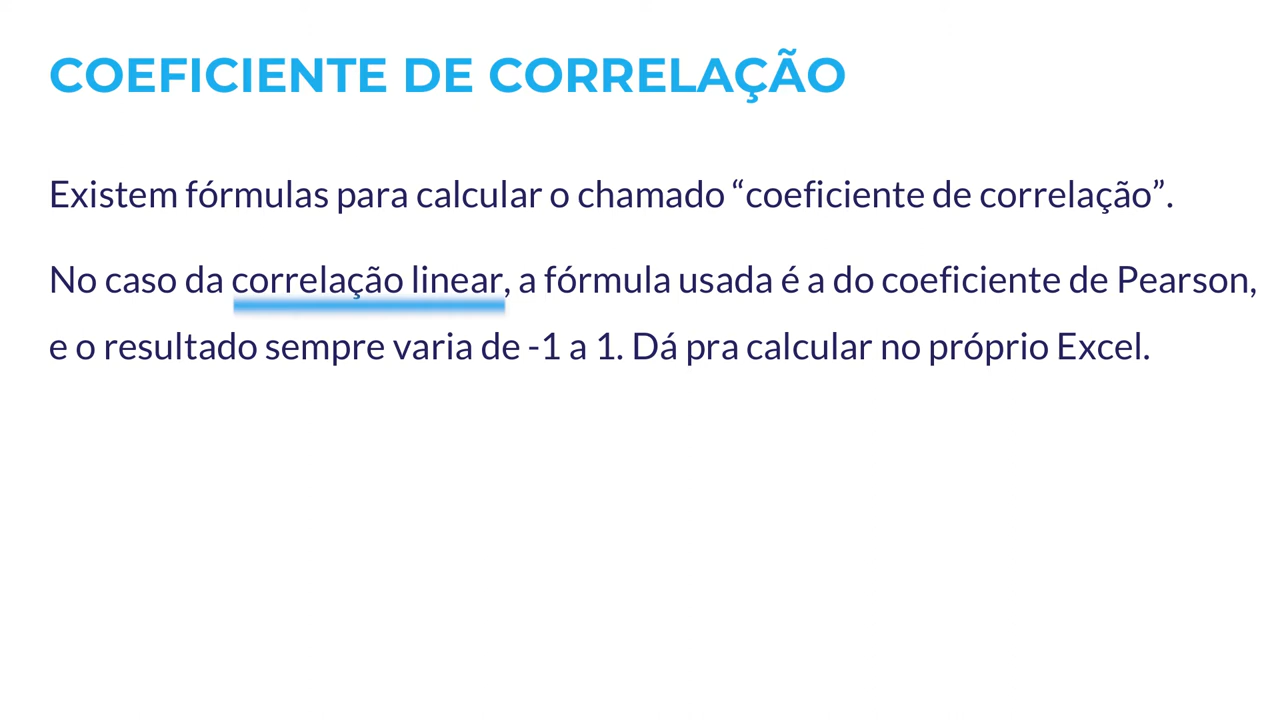 COEFICIENTE DE CORRELAÇÃO
Existem fórmulas para calcular o chamado “coeficiente de correlação”.
No caso da correlação linear, a fórmula usada é a do coeficiente de Pearson,
e o resultado sempre varia de -1 a 1. Dá pra calcular no próprio Excel.